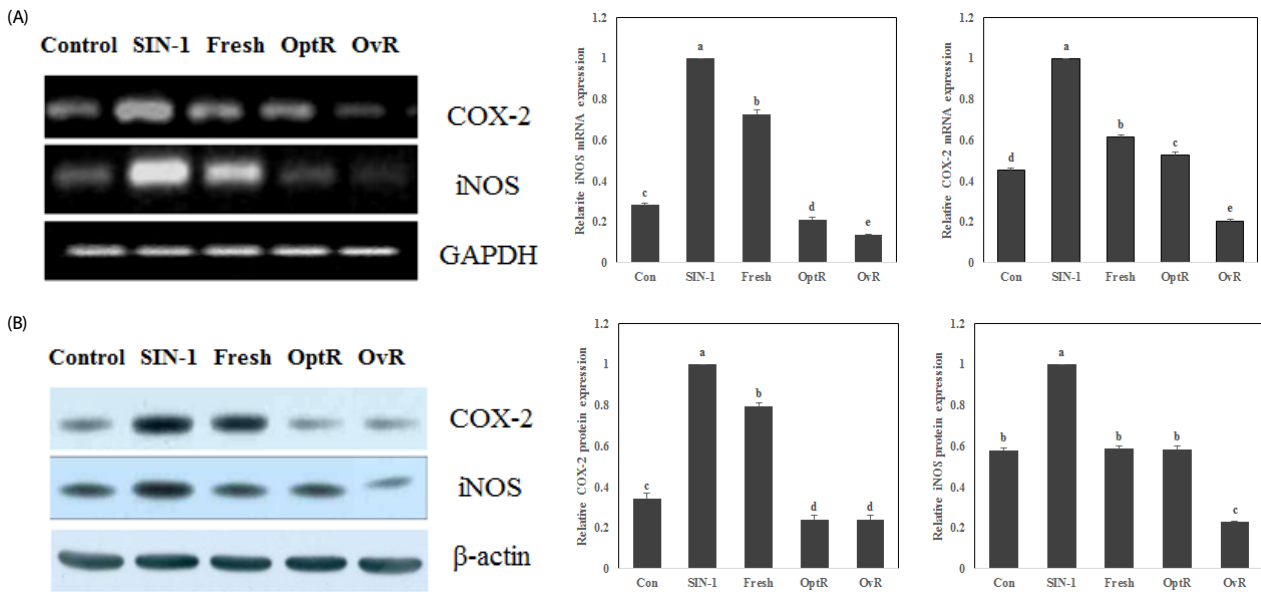 (A)
Control SIN-1 Fresh OptR OvR
COX-2
iNOS
GAPDH
Relavite iNOS mRNA expression
1.2
1
0.8
0.6
0.4
0.2
0
c
a
b
d
e
Con SIN-1 Fresh OptR OvR
Relative COX-2 mRNA expression
1.2
1
0.8
0.6
0.4
0.2
0
d
a
b
c
e
Con SIN-1 Fresh OptR OvR
(B)
Control SIN-1 Fresh OptR OvR
COX-2
iNOS
β-actin
Relative COX-2 protein expression
1.2
1
0.8
0.6
0.4
0.2
0
c
a
b
d
d
Con SIN-1 Fresh OptR OvR
Relative iNOS protein expression
1.2
1
0.8
0.6
0.4
0.2
0
b
a
b
b
c
Con SIN-1 Fresh OptR OvR